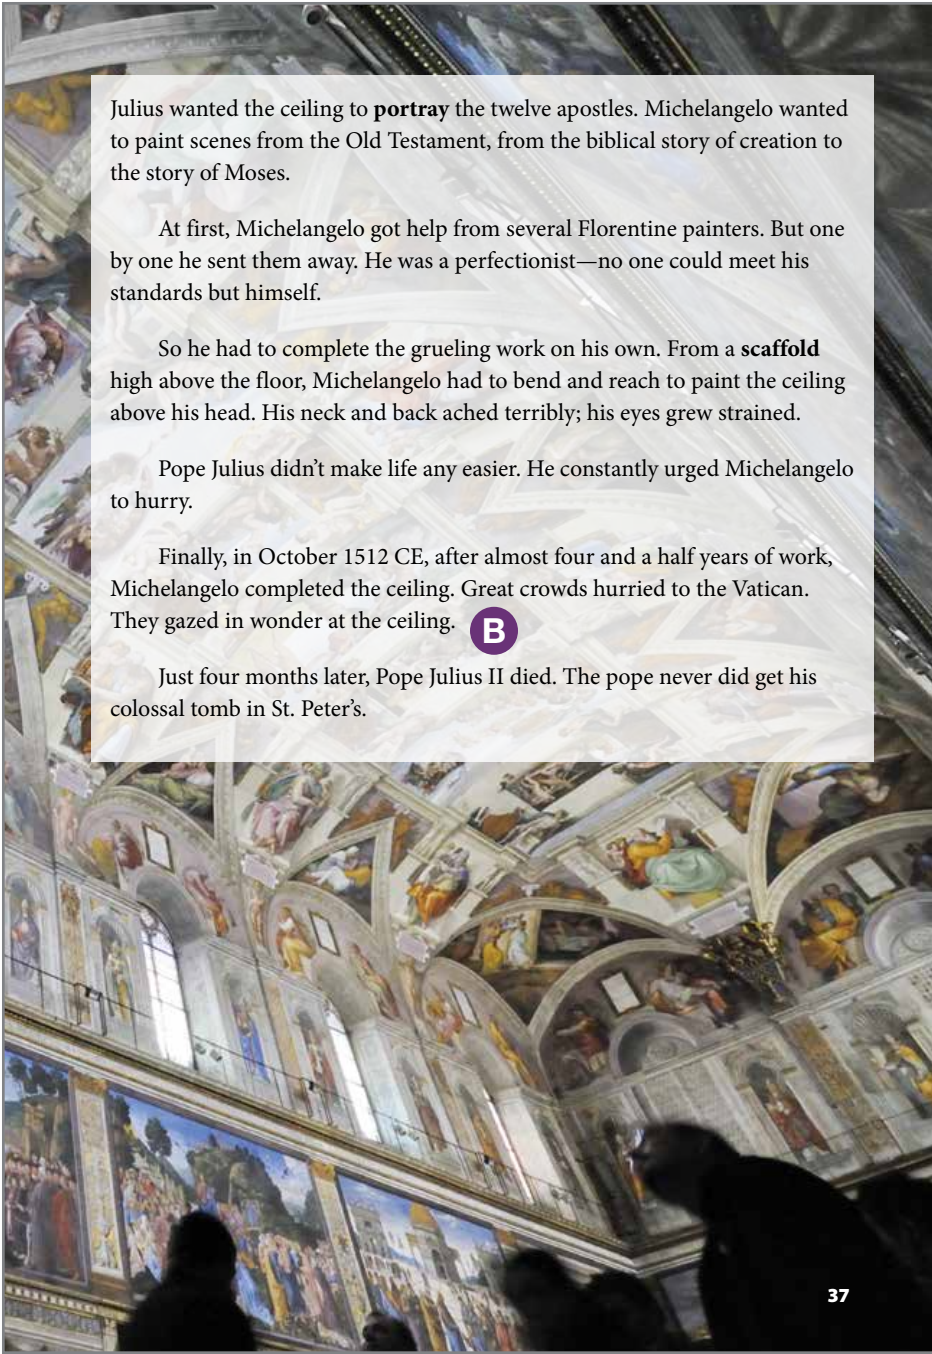 Julius wanted the ceiling to portray the twelve apostles. Michelangelo wanted
to paint scenes from the Old Testament, from the biblical story of creation to
the story of Moses.
At first, Michelangelo got help from several Florentine painters. But one
by one he sent them away. He was a perfectionist—no one could meet his
standards but himself.
So he had to complete the grueling work on his own. From a scaffold
high above the floor, Michelangelo had to bend and reach to paint the ceiling
above his head. His neck and back ached terribly; his eyes grew strained.
Pope Julius didn’t make life any easier. He constantly urged Michelangelo
to hurry.
Finally, in October 1512 CE, after almost four and a half years of work,
Michelangelo completed the ceiling. Great crowds hurried to the Vatican.
They gazed in wonder at the ceiling. B
Just four months later, Pope Julius II died. The pope never did get his
colossal tomb in St. Peter’s.
37